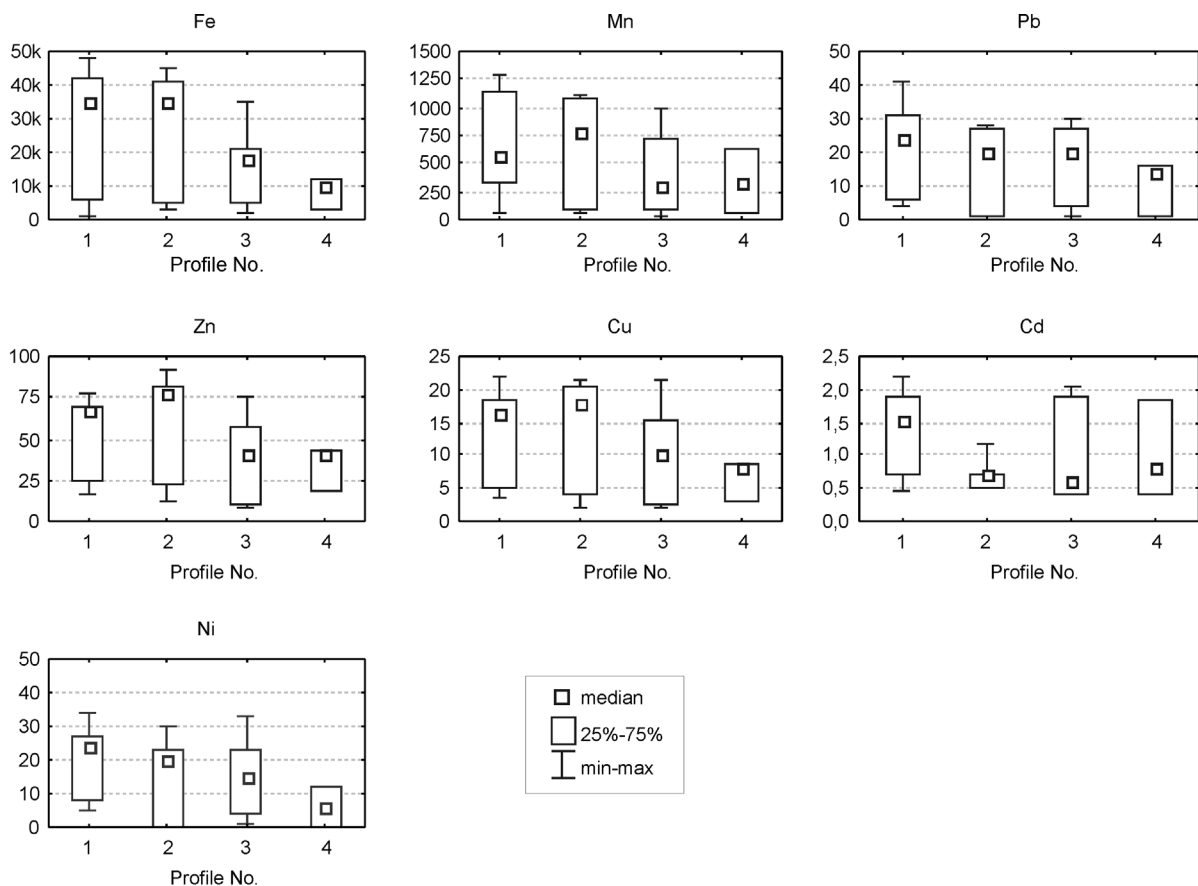 Fe
50k
40k
30k
20k
10k
0
1 2 3 4
Profile No.
Mn
1500
1250
1000
750
500
250
0
1 2 3 4
Profile No.
Pb
50
40
30
20
10
0
1 2 3 4
Profile No.
Zn
100
75
50
25
0
1 2 3 4
Profile No.
Cu
25
20
15
10
5
0
1 2 3 4
Profile No.
Cd
2,5
2,0
1,5
1,0
0,5
0,0
1 2 3 4
Profile No.
Ni
50
40
30
20
10
0
1 2 3 4
Profile No.
median
25%-75%
min-max